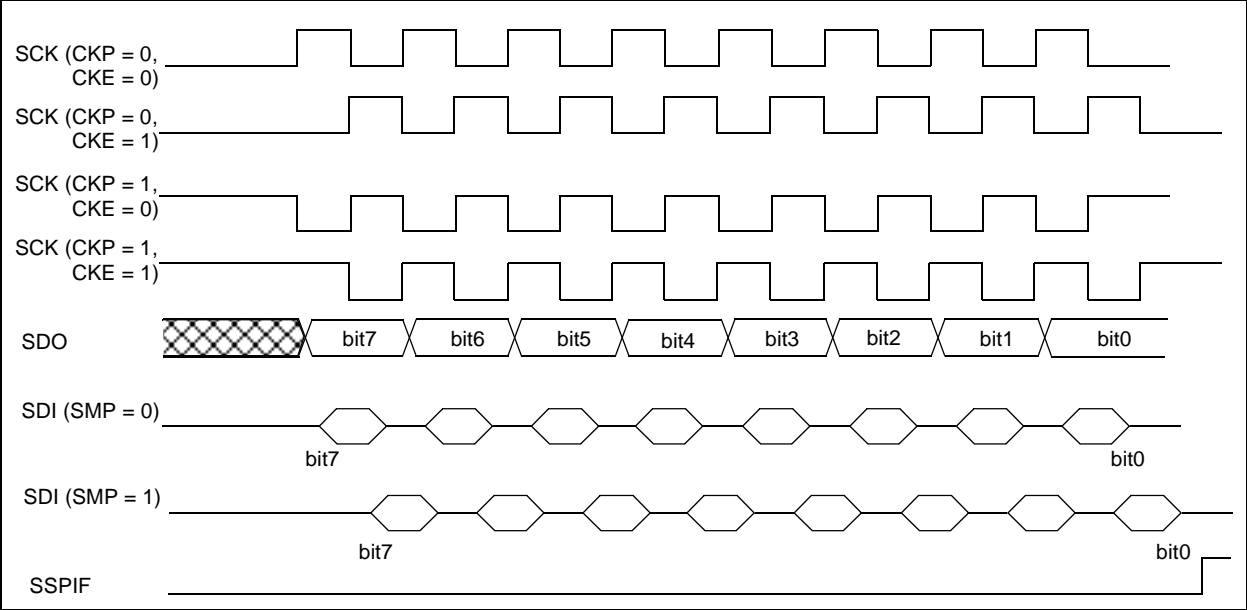 SCK (CKP = 0,
CKE = 0)
SCK (CKP = 0,
CKE = 1)
SCK (CKP = 1,
CKE = 0)
SCK (CKP = 1,
CKE = 1)
SDO
bit7 bit6 bit5 bit4 bit3 bit2 bit1 bit0
SDI (SMP = 0)
bit7 bit0
SDI (SMP = 1)
bit7 bit0
SSPIF